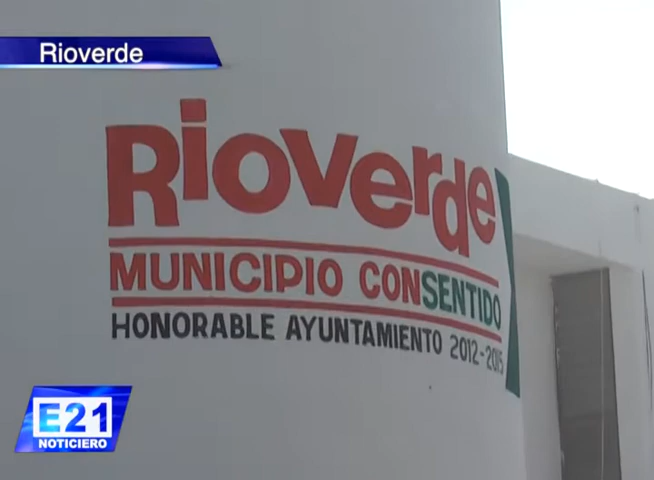 Rioverde
Rioverde
MUNICIPIO CONSENTIDO
HONORABLE AYUNTAMIENTO 2012-2015
E21
NOTICIERO